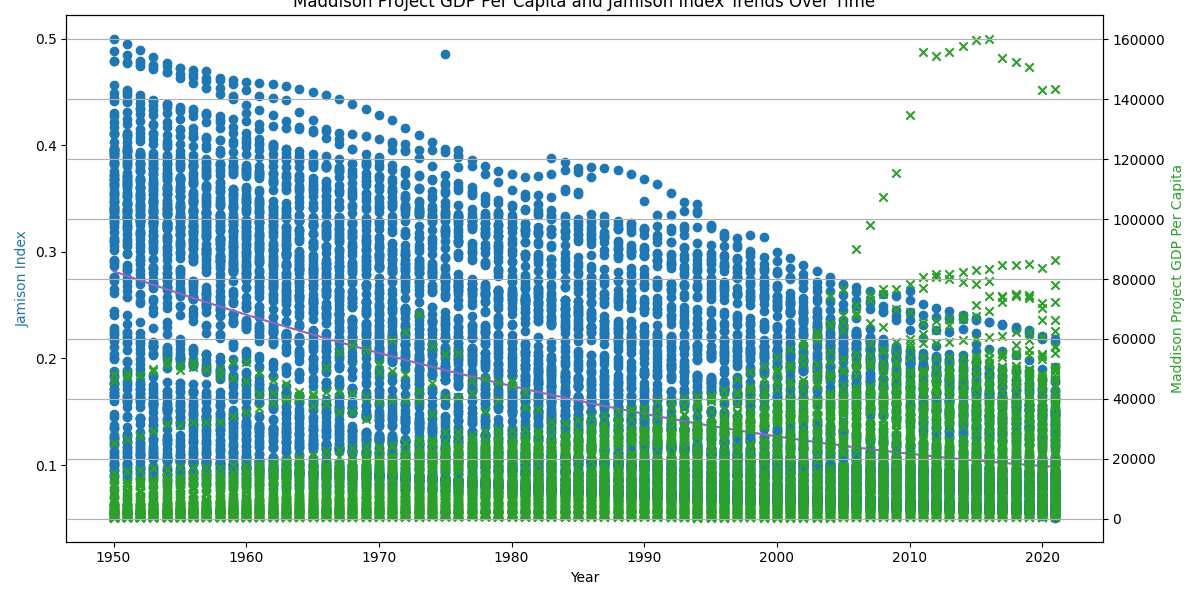 Maddison Project GDP Per Capita and Jamison Index Trends Over Time
0.5
0.4
0.3
0.2
0.1
Jamison Index
160000
140000
120000
100000
80000
60000
40000
20000
0
Maddison Project GDP Per Capita
1950 1960 1970 1980 1990 2000 2010 2020
Year